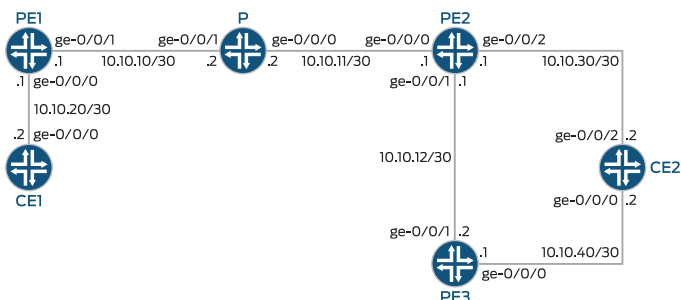 PE1 P PE2
ge-0/0/1 ge-0/0/1 ge-0/0/0 ge-0/0/0 ge-0/0/2
.1 10.10.10/30 .2 .2 10.10.11/30 .1 .1 10.10.30/30
.1 ge-0/0/0 ge-0/0/1 .1
10.10.20/30
.2 ge-0/0/0 ge-0/0/2 .2
10.10.12/30
CE2
CE1 ge-0/0/0 .2
ge-0/0/1 .2
.1 10.10.40/30
ge-0/0/0
PE3